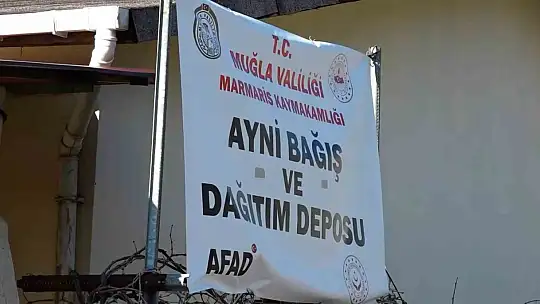 T.C.
MUĞLA VALİLİĞİ
MARMARİS KAYMAKAMLIĞI
AYNİ BAĞIŞ
VE
DAĞITIM DEPOSU
AFAD